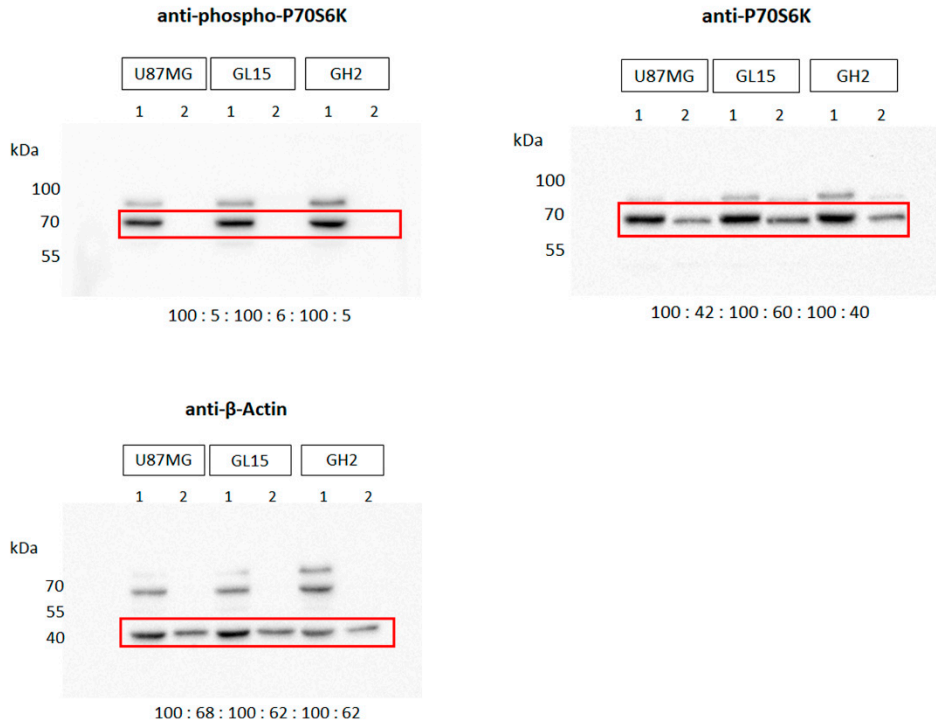 anti-phospho-P70S6K
U87MG GL15 GH2
1 2 1 2 1 2
kDa
100
70
55
100 : 5 : 100 : 6 : 100 : 5
anti-P70S6K
U87MG GL15 GH2
1 2 1 2 1 2
kDa
100
70
55
100 : 42 : 100 : 60 : 100 : 40
anti-β-Actin
U87MG GL15 GH2
1 2 1 2 1 2
kDa
70
55
40
100 : 68 : 100 : 62 : 100 : 62